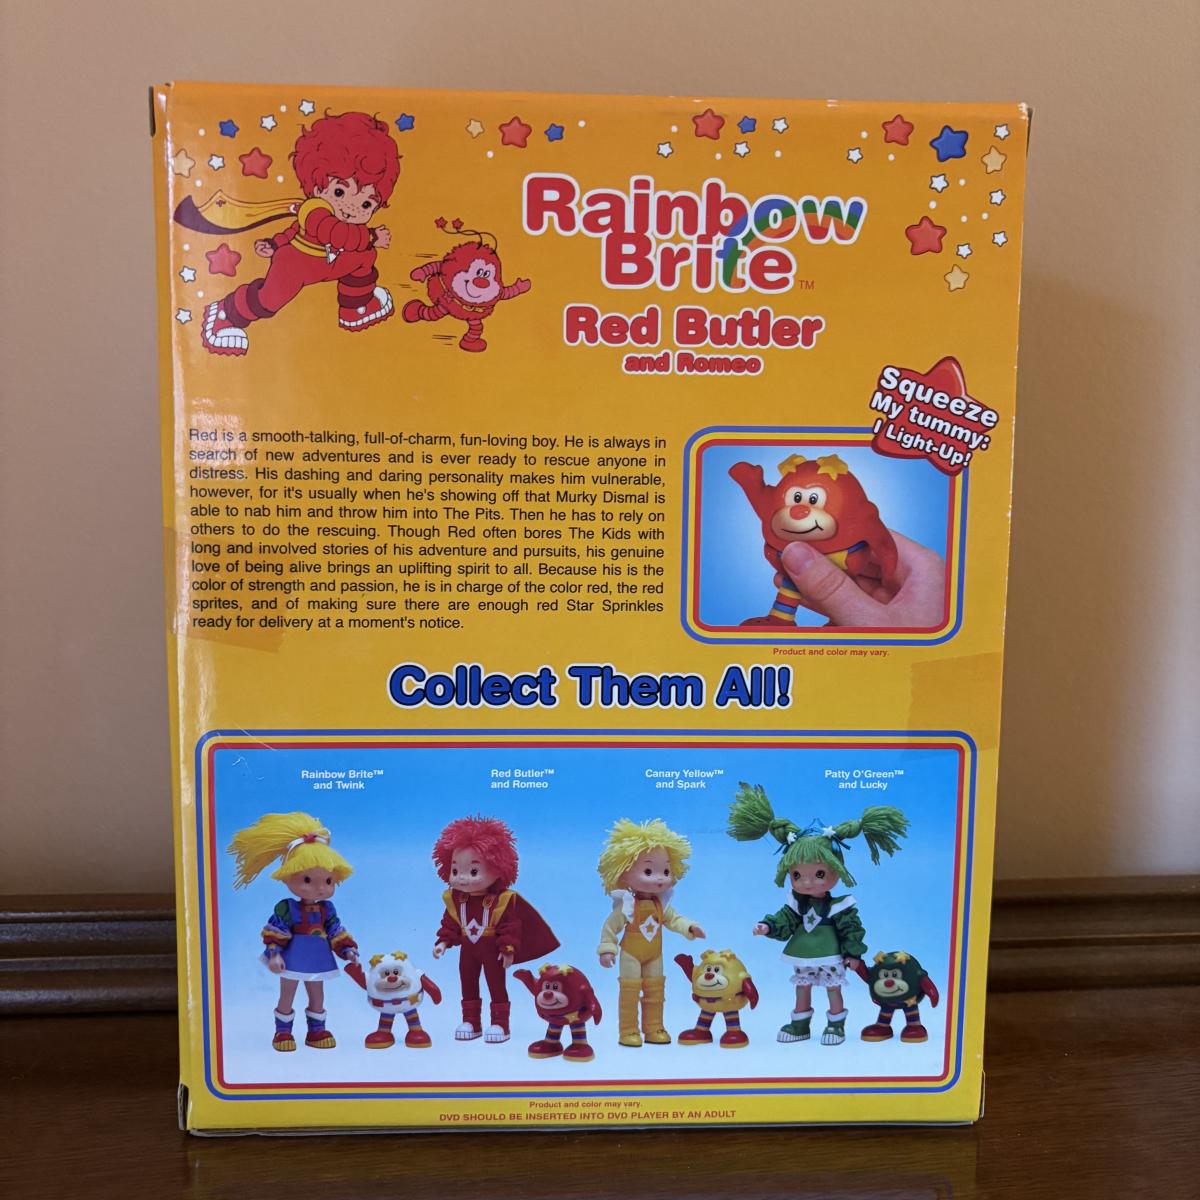 Rainbow
Brite™
Red Butler
and Romeo
Squeeze
My tummy:
I Light-Up!
Red is a smooth-talking, full-of-charm, fun-loving boy. He is always in
search of new adventures and is ever ready to rescue anyone in
distress. His dashing and daring personality makes him vulnerable,
however, for it's usually when he's showing off that Murky Dismal is
able to nab him and throw him into The Pits. Then he has to rely on
others to do the rescuing. Though Red often bores The Kids with
long and involved stories of his adventure and pursuits, his genuine
love of being alive brings an uplifting spirit to all. Because his is the
color of strength and passion, he is in charge of the color red, the red
sprites, and of making sure there are enough red Star Sprinkles
ready for delivery at a moment's notice.
Product and color may vary.
Collect Them All!
Rainbow Brite™
and Twink
Red Butler™
and Romeo
Canary Yellow™
and Spark
Patty O'Green™
and Lucky
Product and color may vary.
DVD SHOULD BE INSERTED INTO DVD PLAYER BY AN ADULT